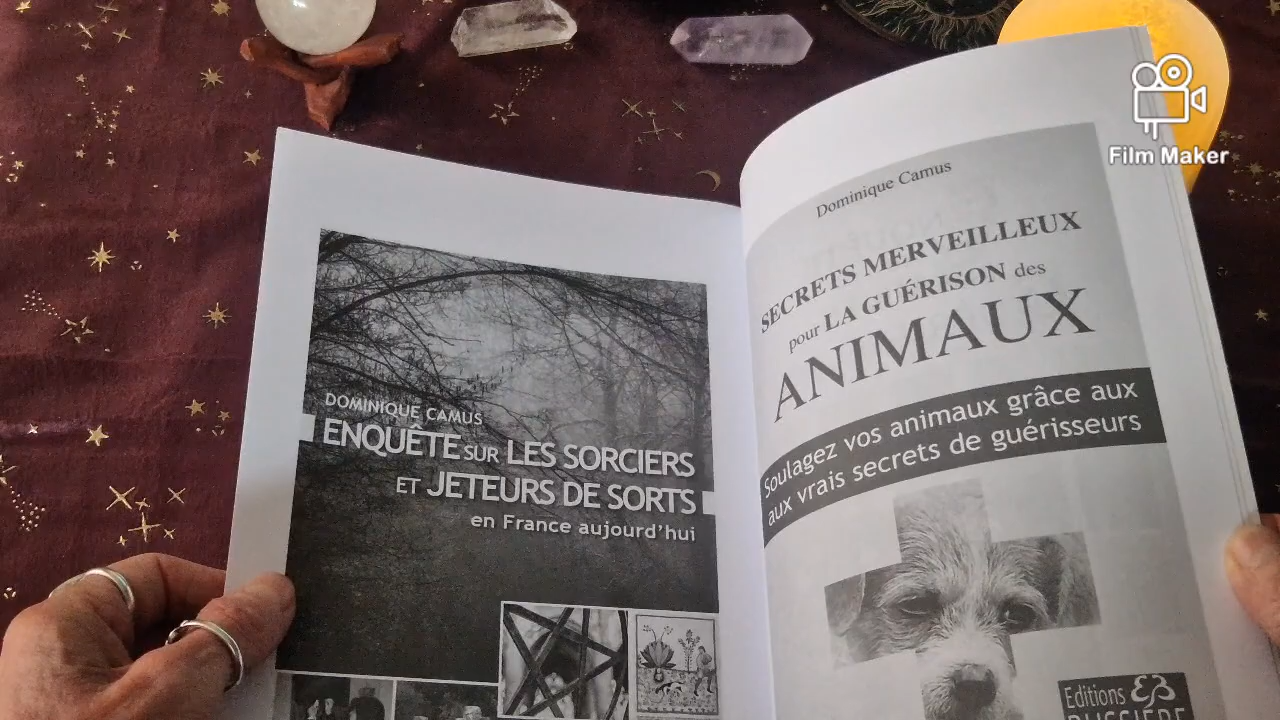 Film Maker
DOMINIQUE CAMUS
ENQUÊTE SUR LES SORCIERS
ET JETEURS DE SORTS
en France aujourd'hui
Dominique Camus
SECRETS MERVEILLEUX
pour LA GUÉRISON des
ANIMAUX
Soulagez vos animaux grâce aux
aux vrais secrets de guérisseurs
Editions
BUSSIÈRE